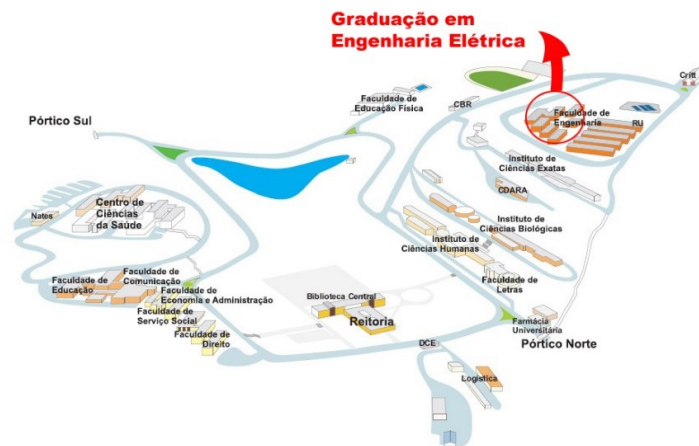 Graduação em
Engenharia Elétrica
Critt
Faculdade de
Educação Física
CBR
Faculdade de
Engenharia
RU
Pórtico Sul
Instituto de
Ciências Exatas
CDARA
Nates
Centro de
Ciências
da Saúde
Instituto de
Ciências Biológicas
Instituto de
Ciências Humanas
Faculdade de
Comunicação
Faculdade de
Educação
Faculdade de
Letras
Faculdade de
Economia e Administração
Biblioteca Central
Faculdade de
Serviço Social
Reitoria
Farmácia
Universitária
Faculdade de
Direito
DCE
Pórtico Norte
Logística